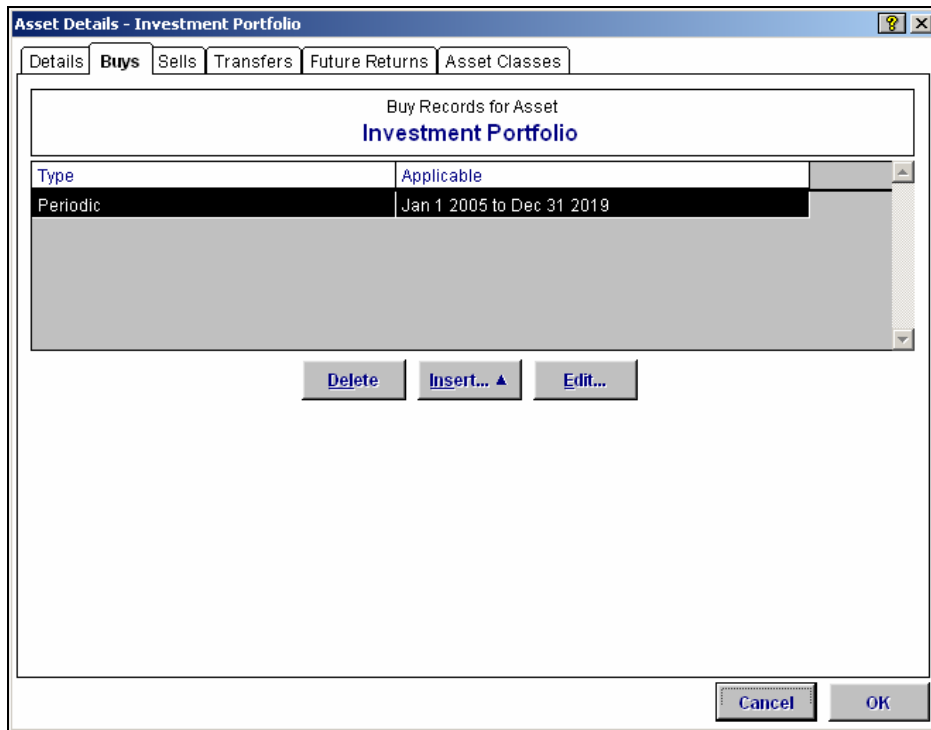 Asset Details - Investment Portfolio
Details Buys Sells Transfers Future Returns Asset Classes
Buy Records for Asset
Investment Portfolio
Type Applicable
Periodic Jan 1 2005 to Dec 31 2019
Delete Insert... ▲ Edit...
Cancel OK